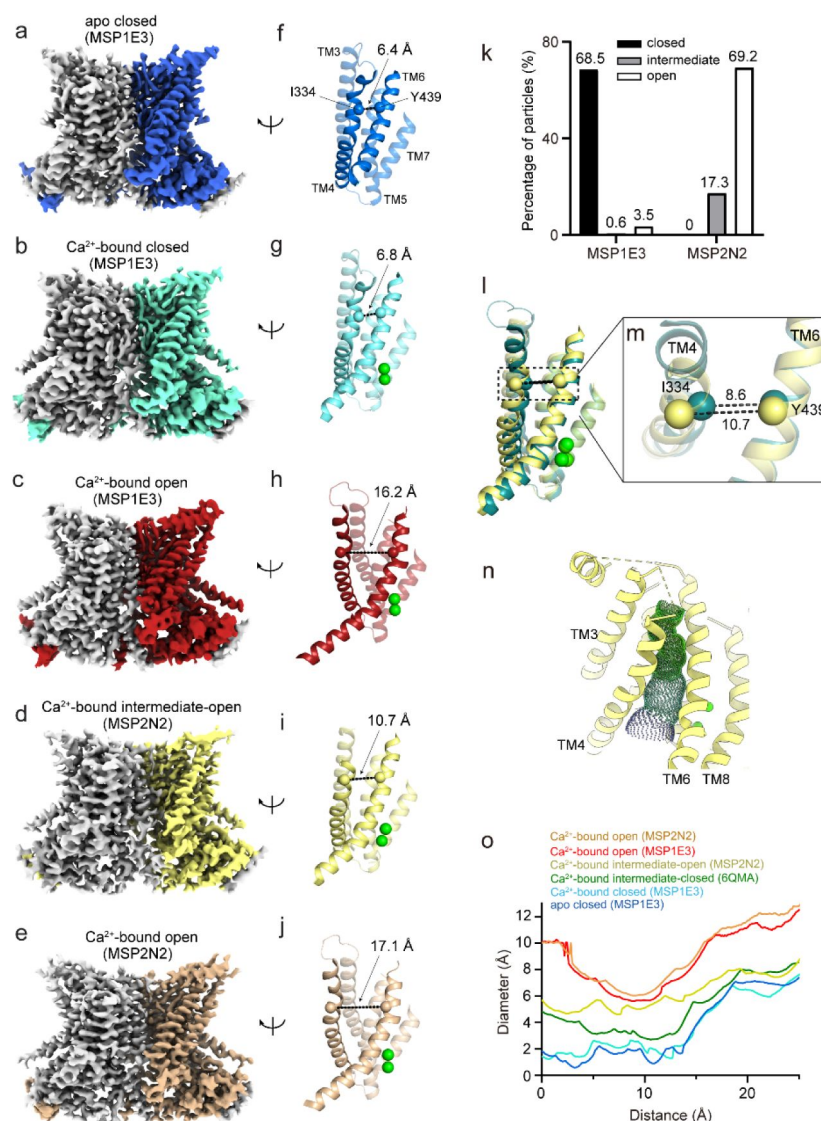 a
apo closed
(MSP1E3)
f
TM3
6.4 Å
TM6
I334
Y439
TM7
TM4
TM5
b
Ca²⁺-bound closed
(MSP1E3)
g
6.8 Å
c
Ca²⁺-bound open
(MSP1E3)
h
16.2 Å
d
Ca²⁺-bound intermediate-open
(MSP2N2)
i
10.7 Å
e
Ca²⁺-bound open
(MSP2N2)
j
17.1 Å
k
closed
intermediate
open
Percentage of particles (%)
80
40
0
68.5
0.6
3.5
0
17.3
69.2
MSP1E3
MSP2N2
l
m
TM6
TM4
I334
8.6
Y439
10.7
n
TM3
TM4
TM6
TM8
o
Ca²⁺-bound open (MSP2N2)
Ca²⁺-bound open (MSP1E3)
Ca²⁺-bound intermediate-open (MSP2N2)
Ca²⁺-bound intermediate-closed (6QMA)
Ca²⁺-bound closed (MSP1E3)
apo closed (MSP1E3)
Diameter (Å)
12
10
8
6
4
2
0
0
10
20
Distance (Å)